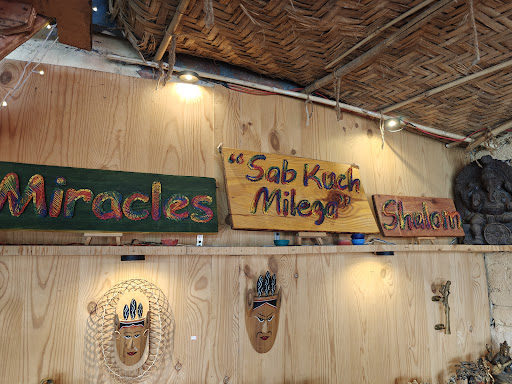 Miracles
"Sab Kuch
Milega"
Shalom